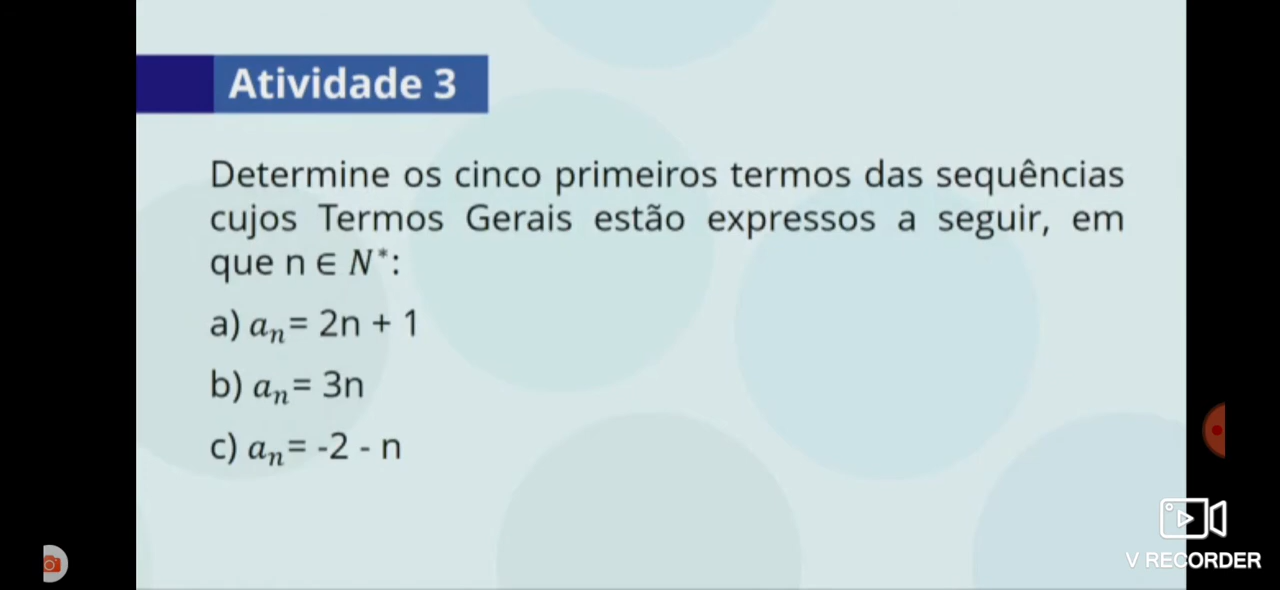 Atividade 3
Determine os cinco primeiros termos das sequências
cujos Termos Gerais estão expressos a seguir, em
que n ∈ N*:
a) aₙ= 2n + 1
b) aₙ= 3n
c) aₙ= -2 - n
V RECORDER